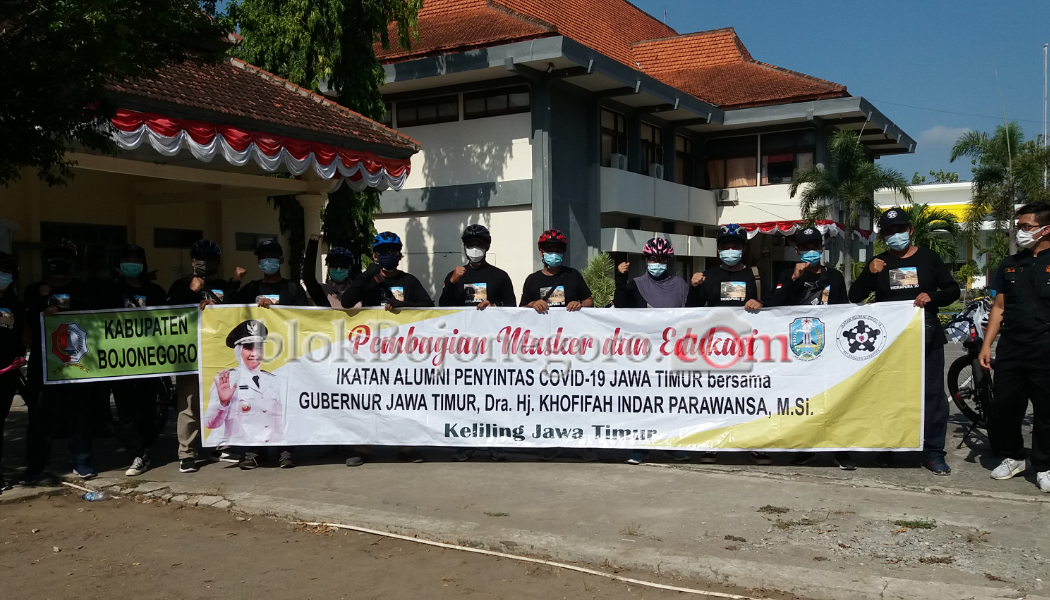 KABUPATEN
BOJONEGORO
Pembagian Masker dan Edukasi
IKATAN ALUMNI PENYINTAS COVID-19 JAWA TIMUR bersama
GUBERNUR JAWA TIMUR, Dra. Hj. KHOFIFAH INDAR PARAWANSA, M.Si.
Keliling Jawa Timur